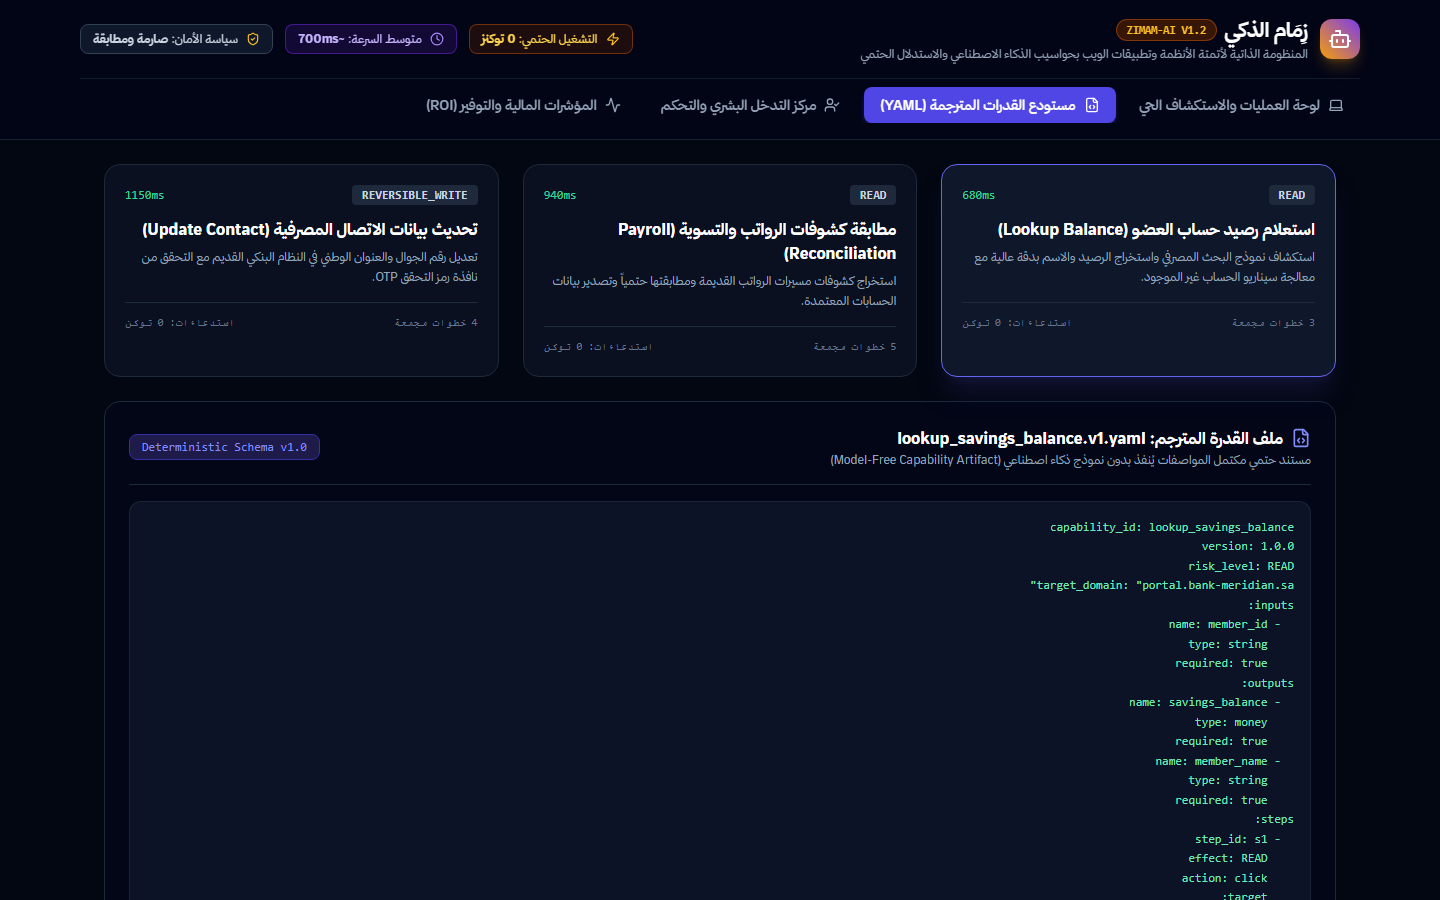 زِمَام الذكي
ZIMAM-AI V1.2
المنظومة الذاتية لأتمتة الأنظمة وتطبيقات الويب بحواسيب الذكاء الاصطناعي والاستدلال الحتمي
التشغيل الحتمي: 0 توكنز
متوسط السرعة: ~700ms
سياسة الأمان: صارمة ومطابقة
لوحة العمليات والاستكشاف الحي
مستودع القدرات المترجمة (YAML)
مركز التدخل البشري والتحكم
المؤشرات المالية والتوفير (ROI)
READ
680ms
استعلام رصيد حساب العضو (Lookup Balance)
استكشاف نموذج البحث المصرفي واستخراج الرصيد والاسم بدقة عالية مع
معالجة سيناريو الحساب غير الموجود.
3 خطوات مجمعة
استدعاءات: 0 توكن
READ
940ms
مطابقة كشوفات الرواتب والتسوية (Payroll
Reconciliation)
استخراج كشوفات مسيرات الرواتب القديمة ومطابقتها حتمياً وتصدير بيانات
الحسابات المعتمدة.
5 خطوات مجمعة
استدعاءات: 0 توكن
REVERSIBLE_WRITE
1150ms
تحديث بيانات الاتصال المصرفية (Update Contact)
تعديل رقم الجوال والعنوان الوطني في النظام البنكي القديم مع التحقق من
نافذة رمز التحقق OTP.
4 خطوات مجمعة
استدعاءات: 0 توكن
ملف القدرة المترجم: lookup_savings_balance.v1.yaml
مستند حتمي مكتمل المواصفات يُنفذ بدون نموذج ذكاء اصطناعي (Model-Free Capability Artifact)
Deterministic Schema v1.0
capability_id: lookup_savings_balance
version: 1.0.0
risk_level: READ
target_domain: "portal.bank-meridian.sa"
inputs:
- name: member_id
type: string
required: true
outputs:
- name: savings_balance
type: money
required: true
- name: member_name
type: string
required: true
steps:
- step_id: s1
effect: READ
action: click
target: